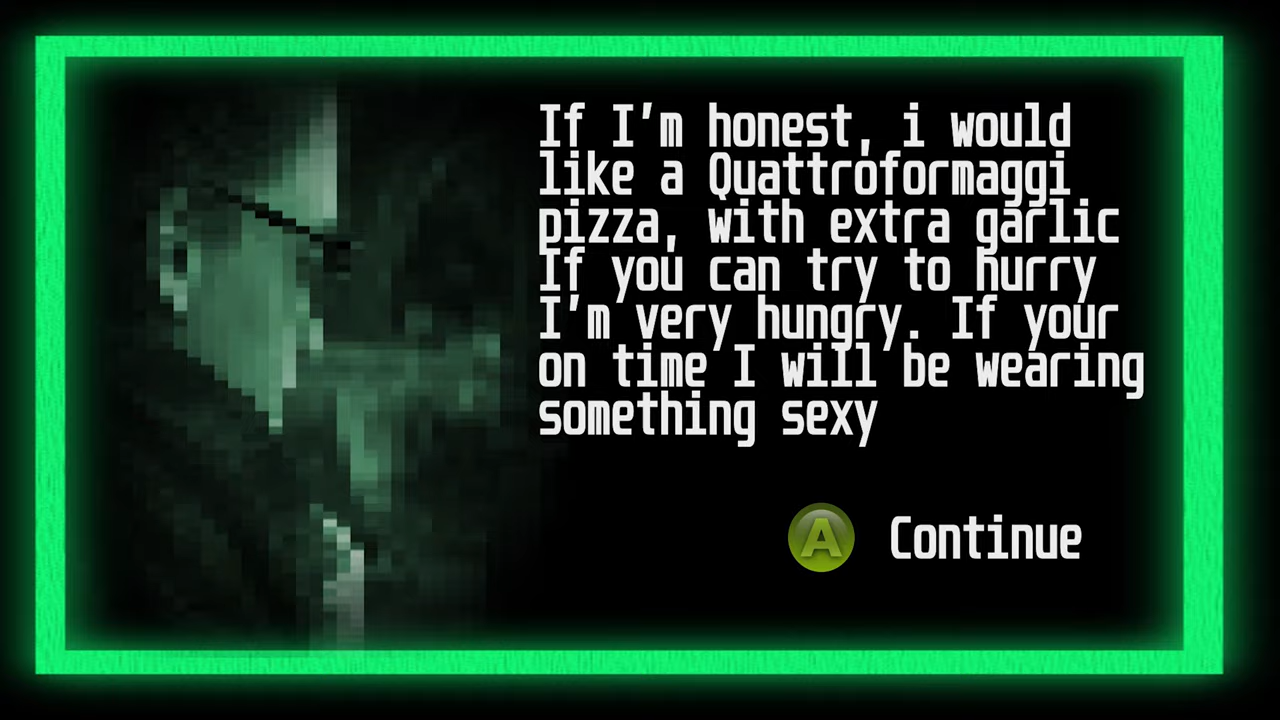 If I'm honest, i would
like a Quattroformaggi
pizza, with extra garlic
If you can try to hurry
I'm very hungry. If your
on time I will be wearing
something sexy
A Continue